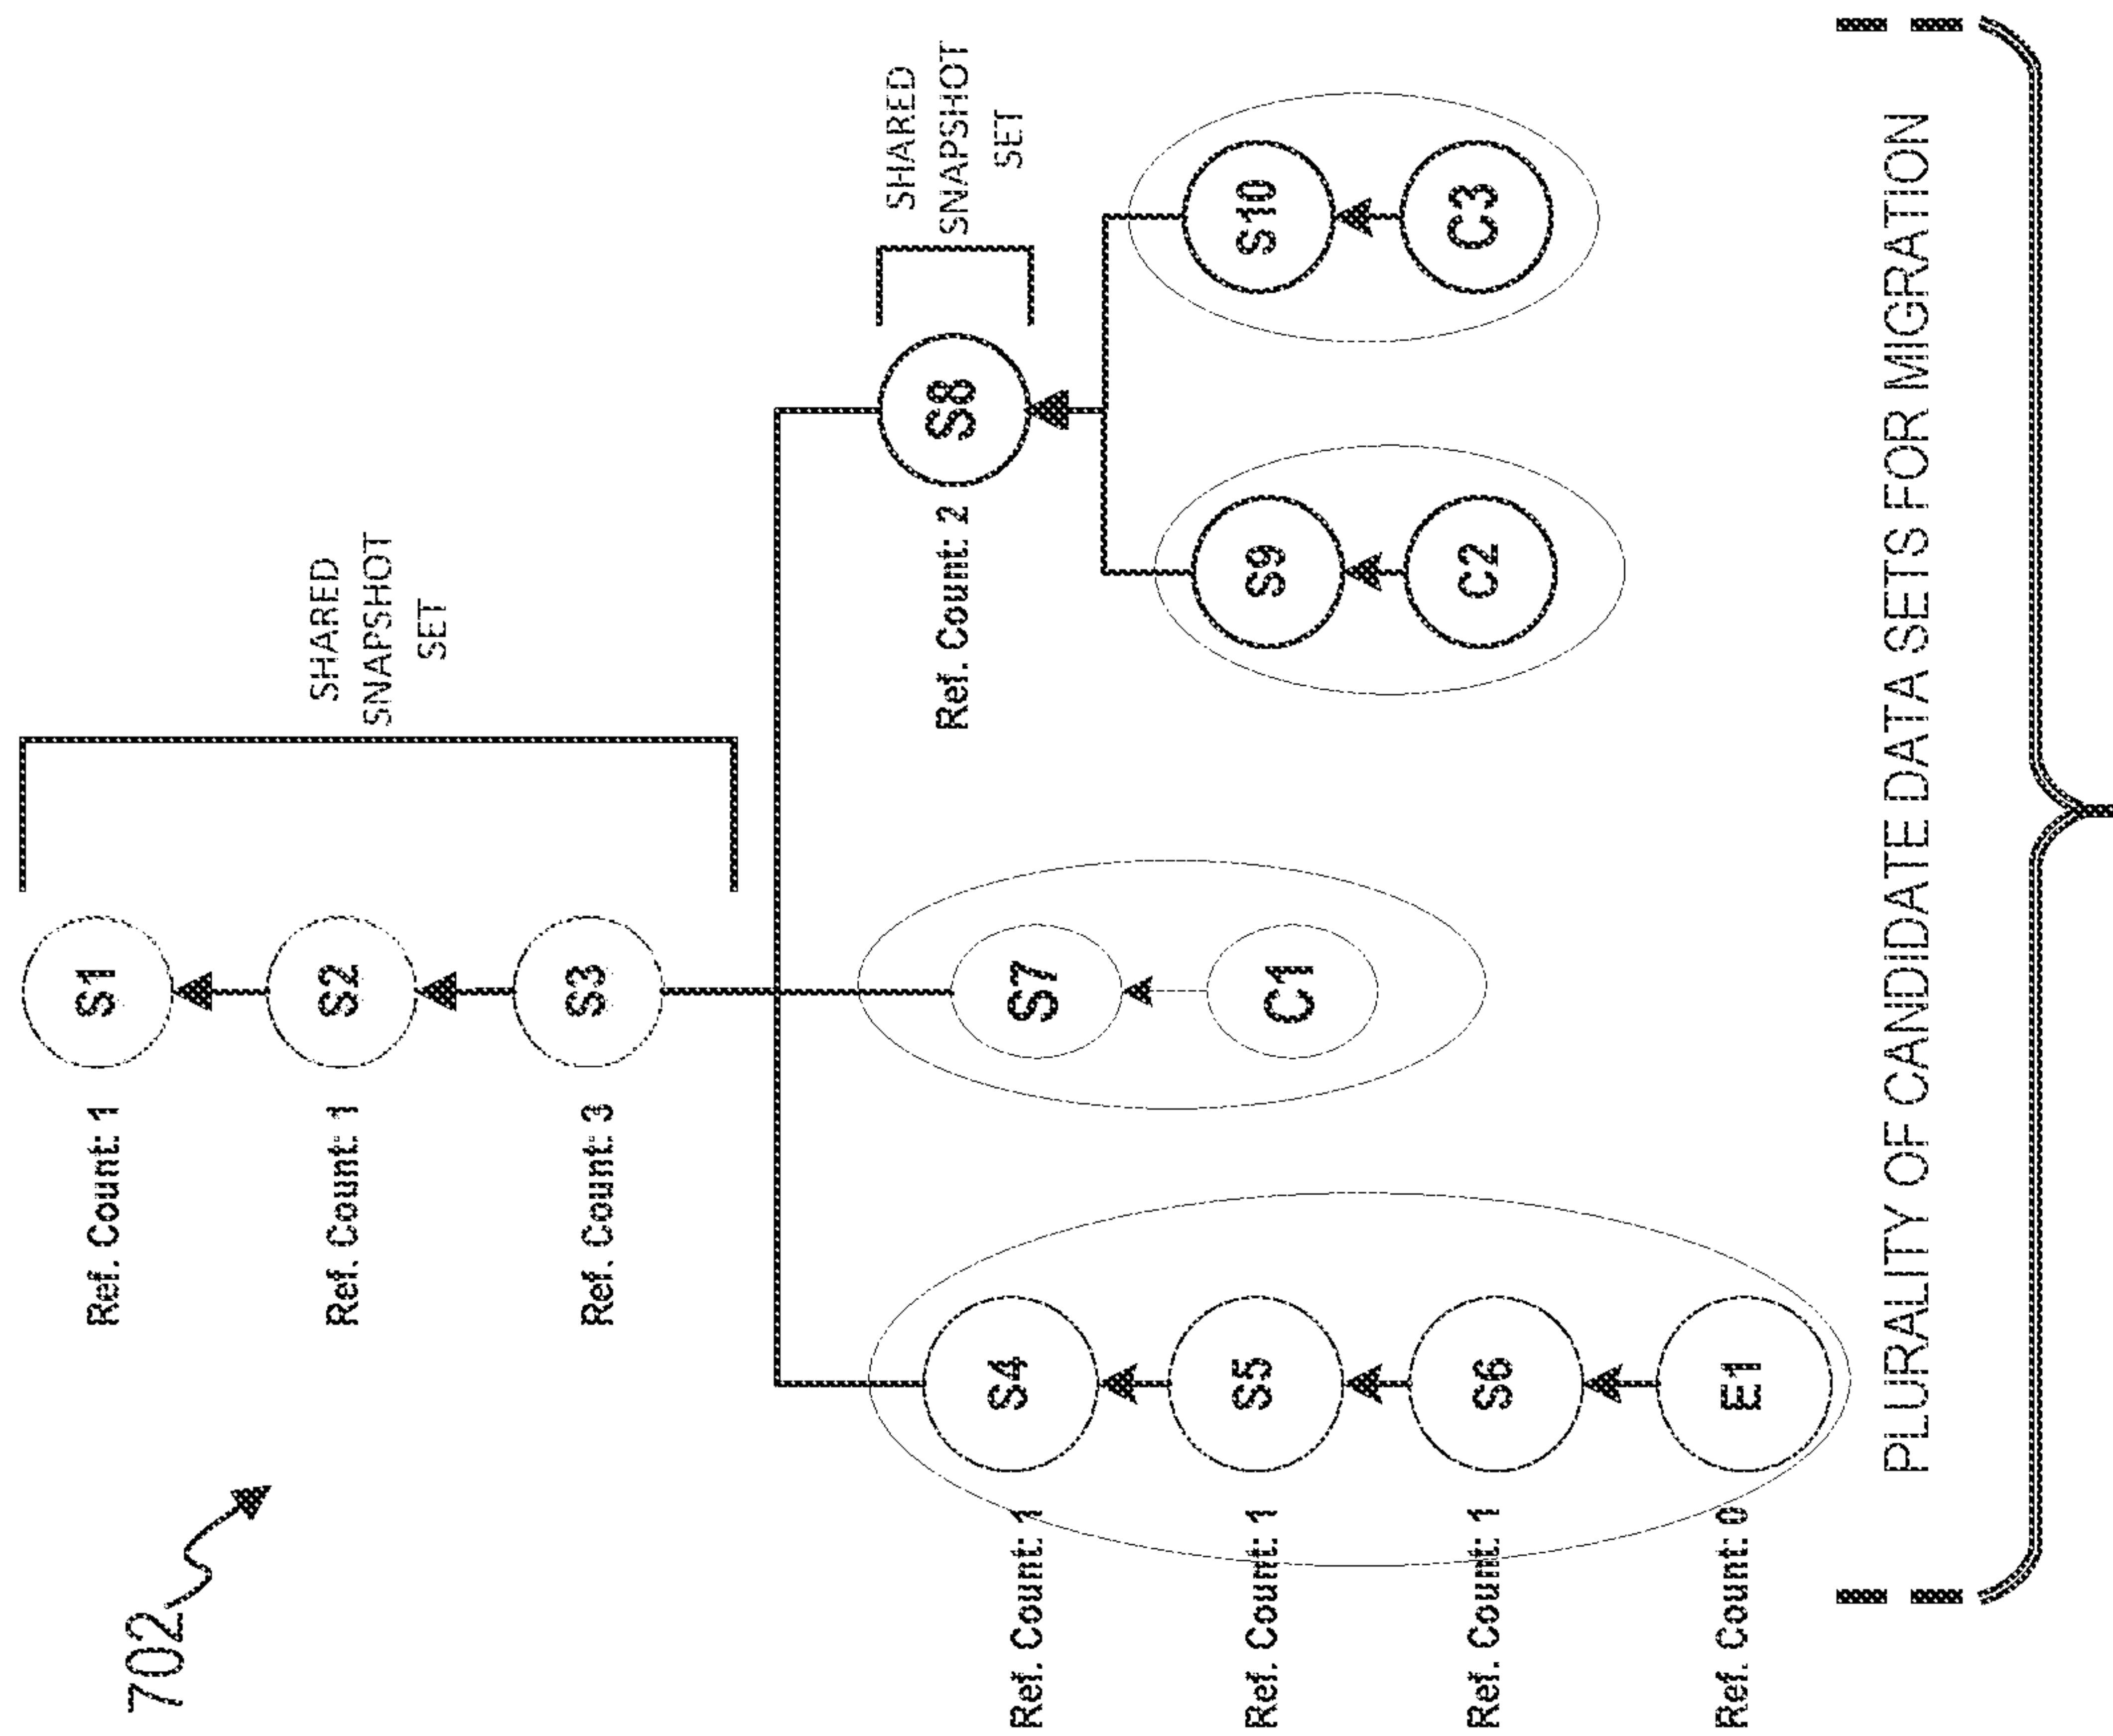 702
Ref. Count: 1
S1
Ref. Count: 1
S2
Ref. Count: 3
S3
SHARED
SNAPSHOT
SET
Ref. Count: 1
S4
Ref. Count: 1
S5
Ref. Count: 1
S6
Ref. Count: 0
E1
S7
C1
Ref. Count: 2
S8
SHARED
SNAPSHOT
SET
S9
C2
S10
C3
PLURALITY OF CANDIDATE DATA SETS FOR MIGRATION